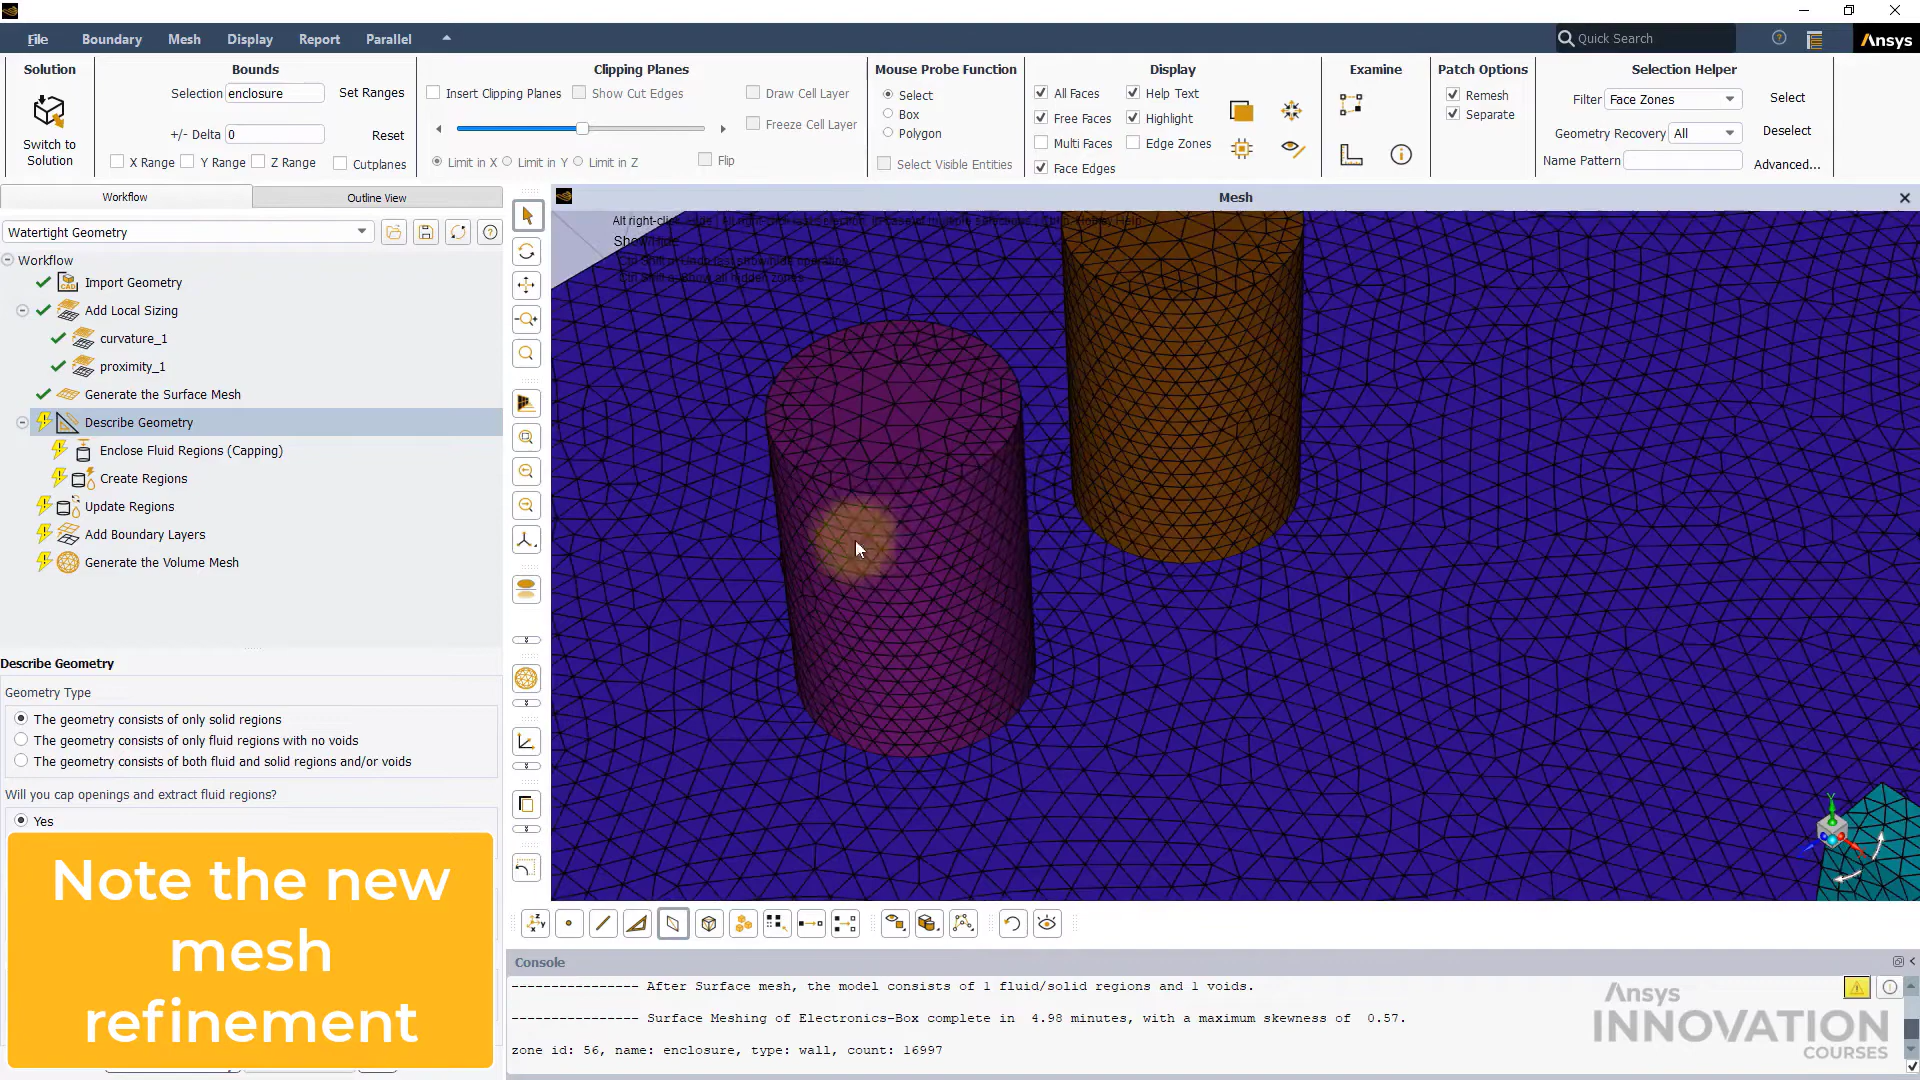 File Boundary Mesh Display Report Parallel Quick Search Ansys
Solution Bounds Clipping Planes Mouse Probe Function Display Examine Patch Options Selection Helper
Switch to Solution
Selection enclosure Set Ranges
+/- Delta 0 Reset
X Range Y Range Z Range Cutplanes
Insert Clipping Planes Show Cut Edges Draw Cell Layer
Freeze Cell Layer
Limit in X Limit in Y Limit in Z Flip
Select
Box
Polygon
Select Visible Entities
All Faces Help Text
Free Faces Highlight
Multi Faces Edge Zones
Face Edges
Remesh
Separate
Filter Face Zones Select
Geometry Recovery All Deselect
Name Pattern Advanced...
Workflow Outline View
Watertight Geometry
Workflow
Import Geometry
Add Local Sizing
curvature_1
proximity_1
Generate the Surface Mesh
Describe Geometry
Enclose Fluid Regions (Capping)
Create Regions
Update Regions
Add Boundary Layers
Generate the Volume Mesh
Describe Geometry
Geometry Type
The geometry consists of only solid regions
The geometry consists of only fluid regions with no voids
The geometry consists of both fluid and solid regions and/or voids
Will you cap openings and extract fluid regions?
Yes
Note the new
mesh
refinement
Mesh
Console
---------------- After Surface mesh, the model consists of 1 fluid/solid regions and 1 voids.
---------------- Surface Meshing of Electronics-Box complete in 4.98 minutes, with a maximum skewness of 0.57.
zone id: 56, name: enclosure, type: wall, count: 16997
Ansys
INNOVATION
COURSES